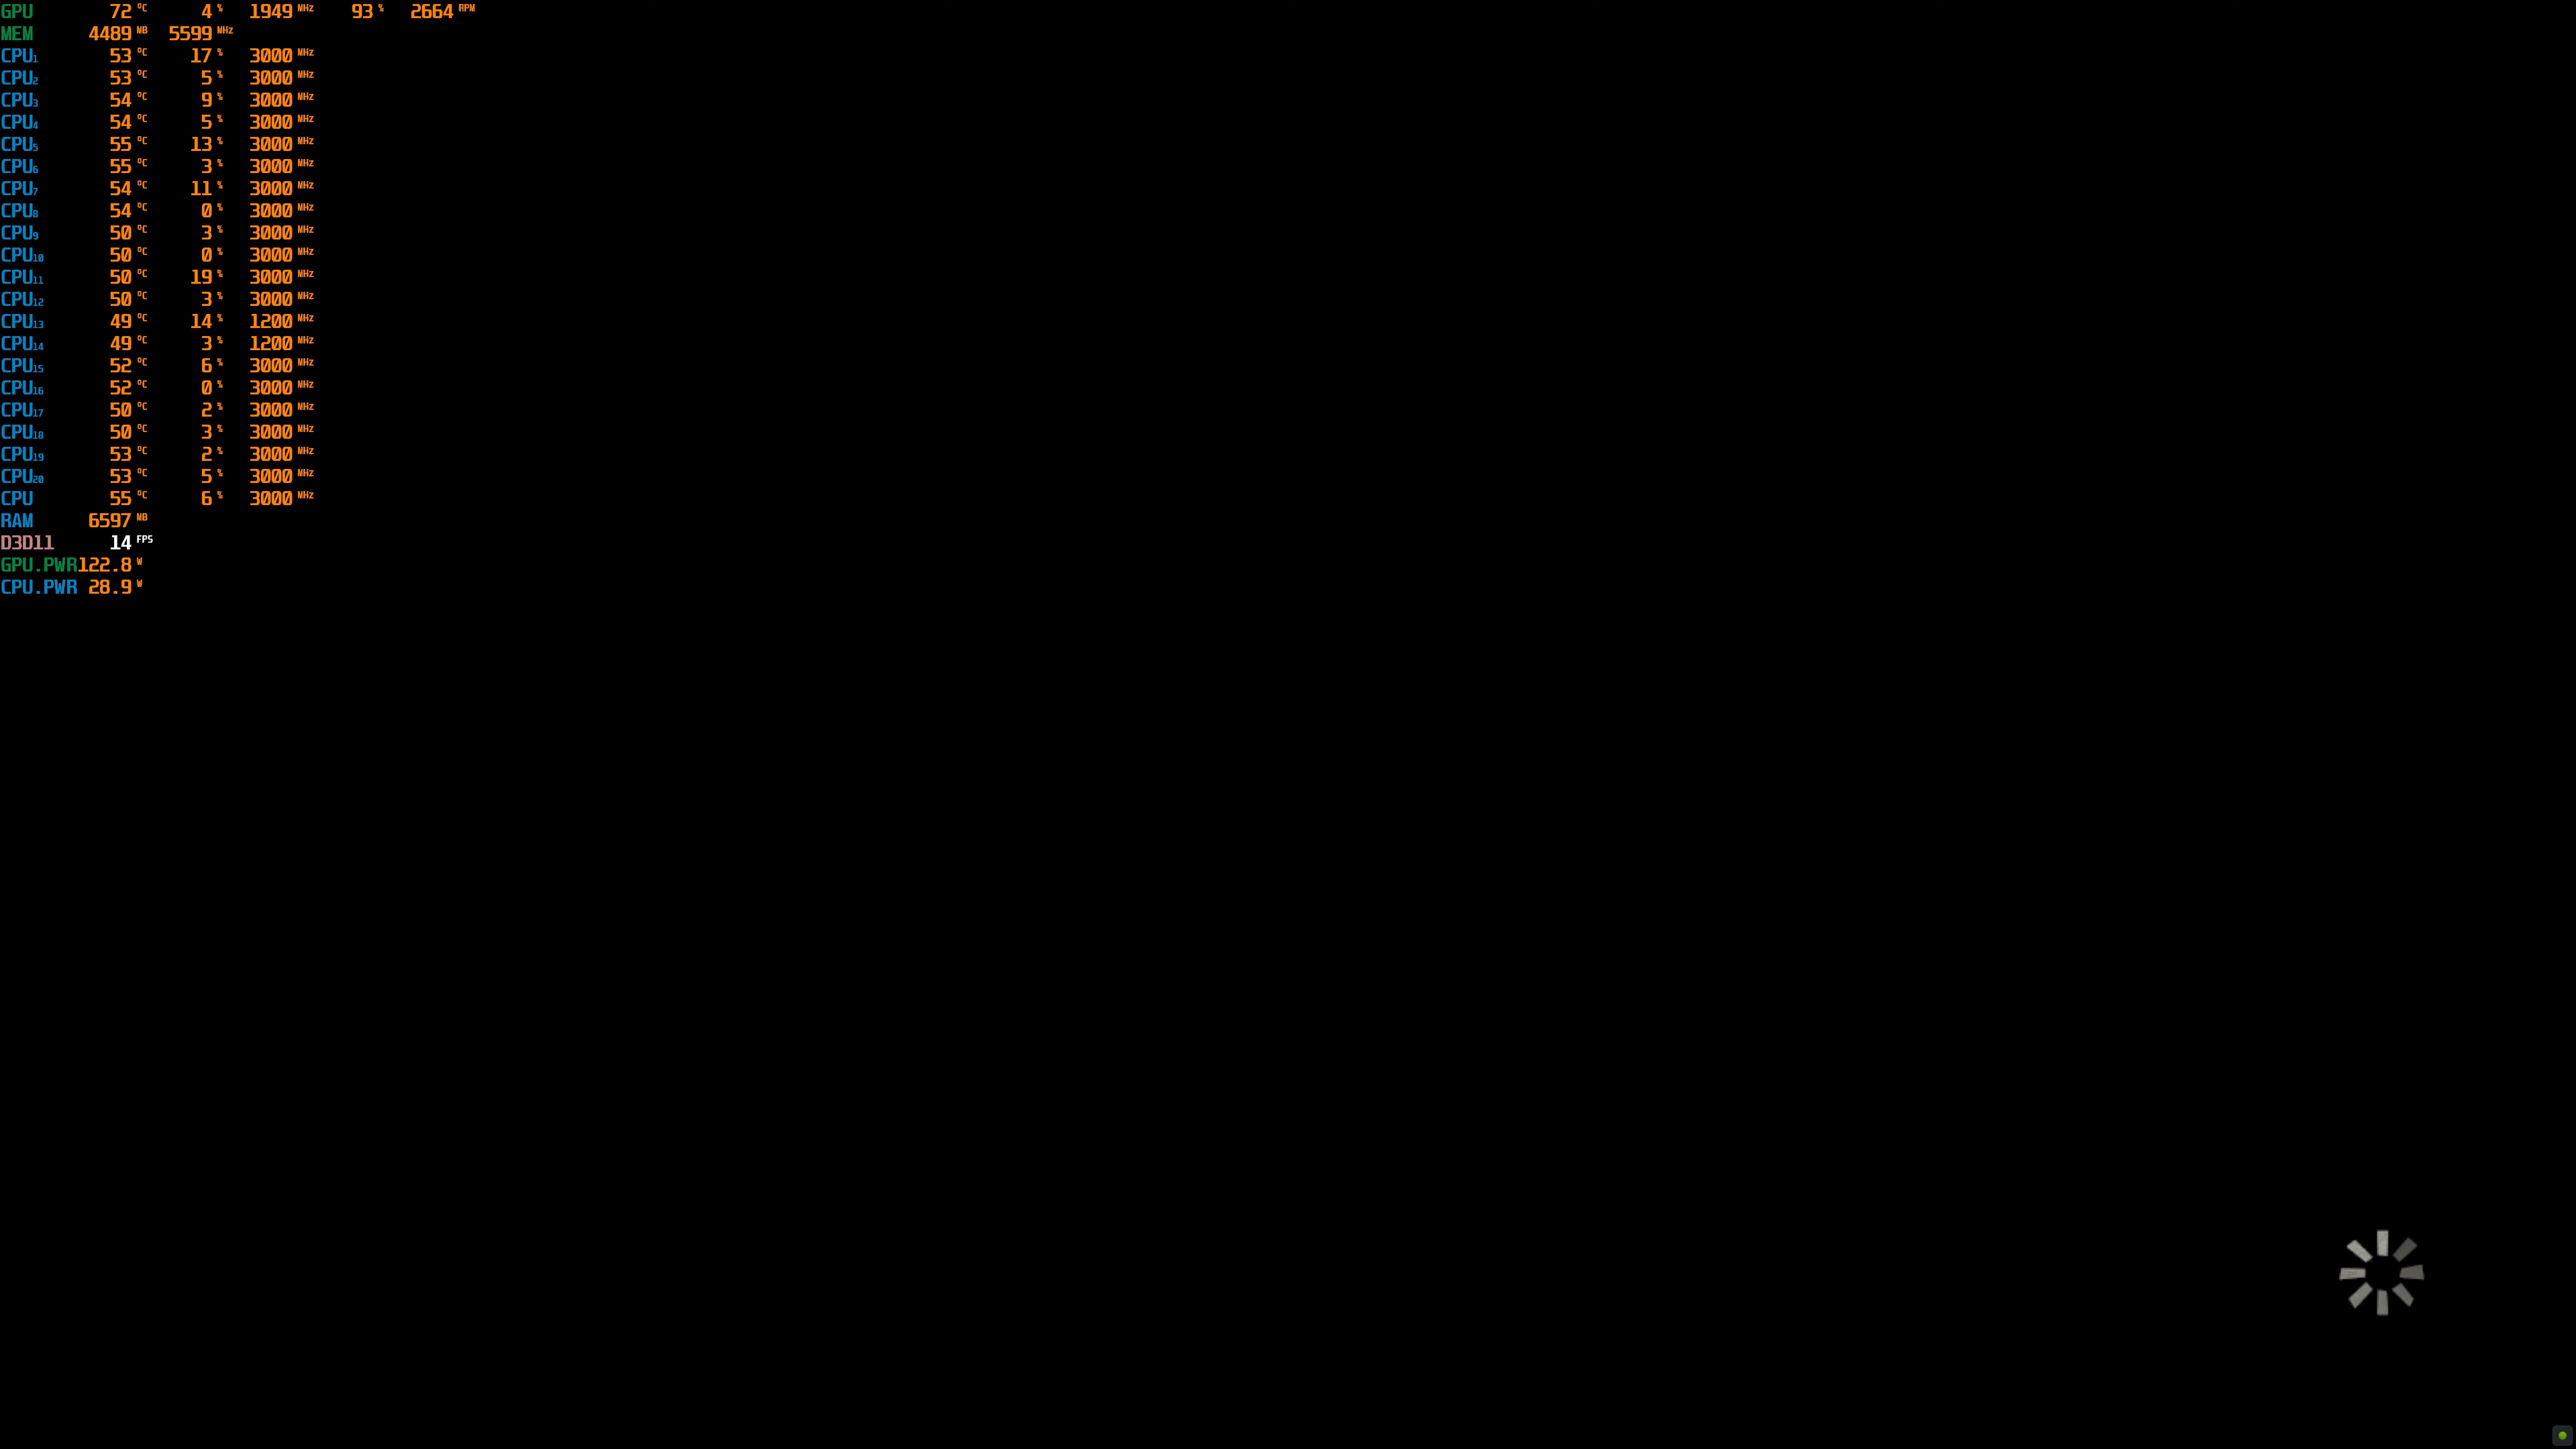 GPU 72 °C 4 % 1949 MHz 93 % 2664 RPM
MEM 4489 MB 5599 MHz
CPU1 53 °C 17 % 3000 MHz
CPU2 53 °C 5 % 3000 MHz
CPU3 54 °C 9 % 3000 MHz
CPU4 54 °C 5 % 3000 MHz
CPU5 55 °C 13 % 3000 MHz
CPU6 55 °C 3 % 3000 MHz
CPU7 54 °C 11 % 3000 MHz
CPU8 54 °C 0 % 3000 MHz
CPU9 50 °C 3 % 3000 MHz
CPU10 50 °C 0 % 3000 MHz
CPU11 50 °C 19 % 3000 MHz
CPU12 50 °C 3 % 3000 MHz
CPU13 49 °C 14 % 1200 MHz
CPU14 49 °C 3 % 1200 MHz
CPU15 52 °C 6 % 3000 MHz
CPU16 52 °C 0 % 3000 MHz
CPU17 50 °C 2 % 3000 MHz
CPU18 50 °C 3 % 3000 MHz
CPU19 53 °C 2 % 3000 MHz
CPU20 53 °C 5 % 3000 MHz
CPU 55 °C 6 % 3000 MHz
RAM 6597 MB
D3D11 14 FPS
GPU.PWR 122.8 W
CPU.PWR 28.9 W